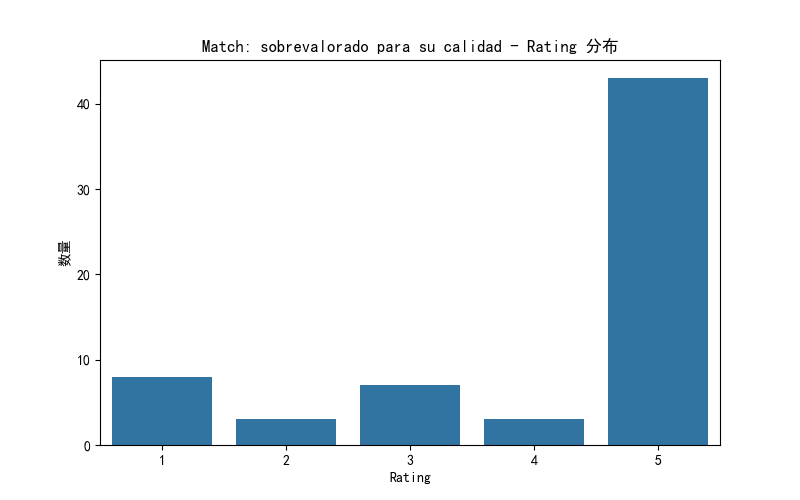 Match: sobrevalorado para su calidad - Rating 分布
数量
40
30
20
10
0
1 2 3 4 5
Rating